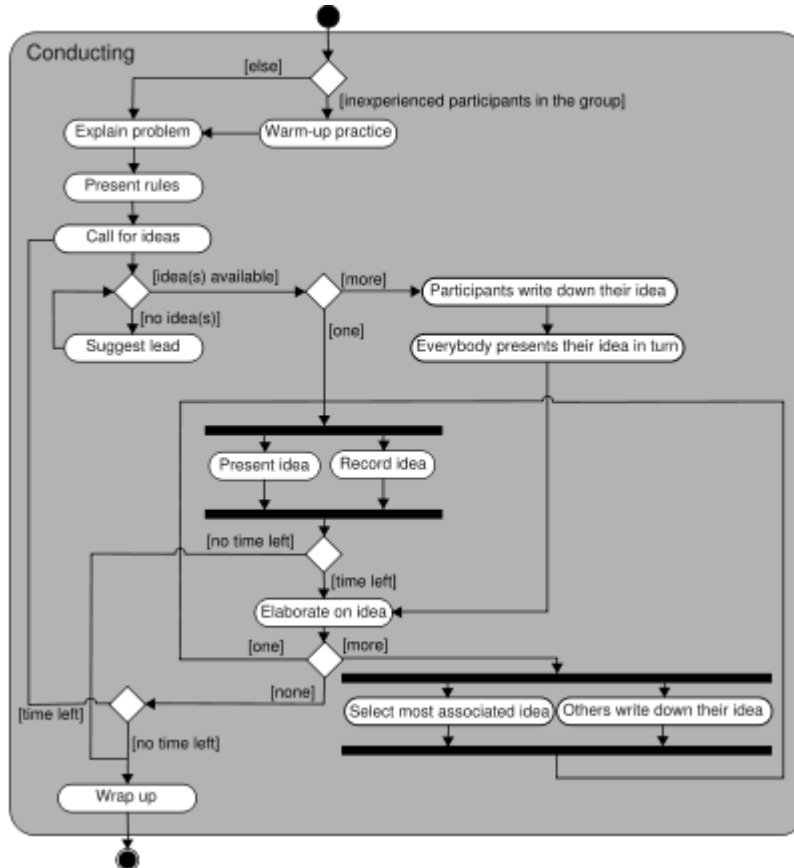 Conducting
[else]
[inexperienced participants in the group]
Explain problem
Warm-up practice
Present rules
Call for ideas
[idea(s) available]
[more]
Participants write down their idea
[no idea(s)]
[one]
Suggest lead
Everybody presents their idea in turn
Present idea
Record idea
[no time left]
[time left]
Elaborate on idea
[one]
[more]
[none]
Select most associated idea
Others write down their idea
[time left]
[no time left]
Wrap up